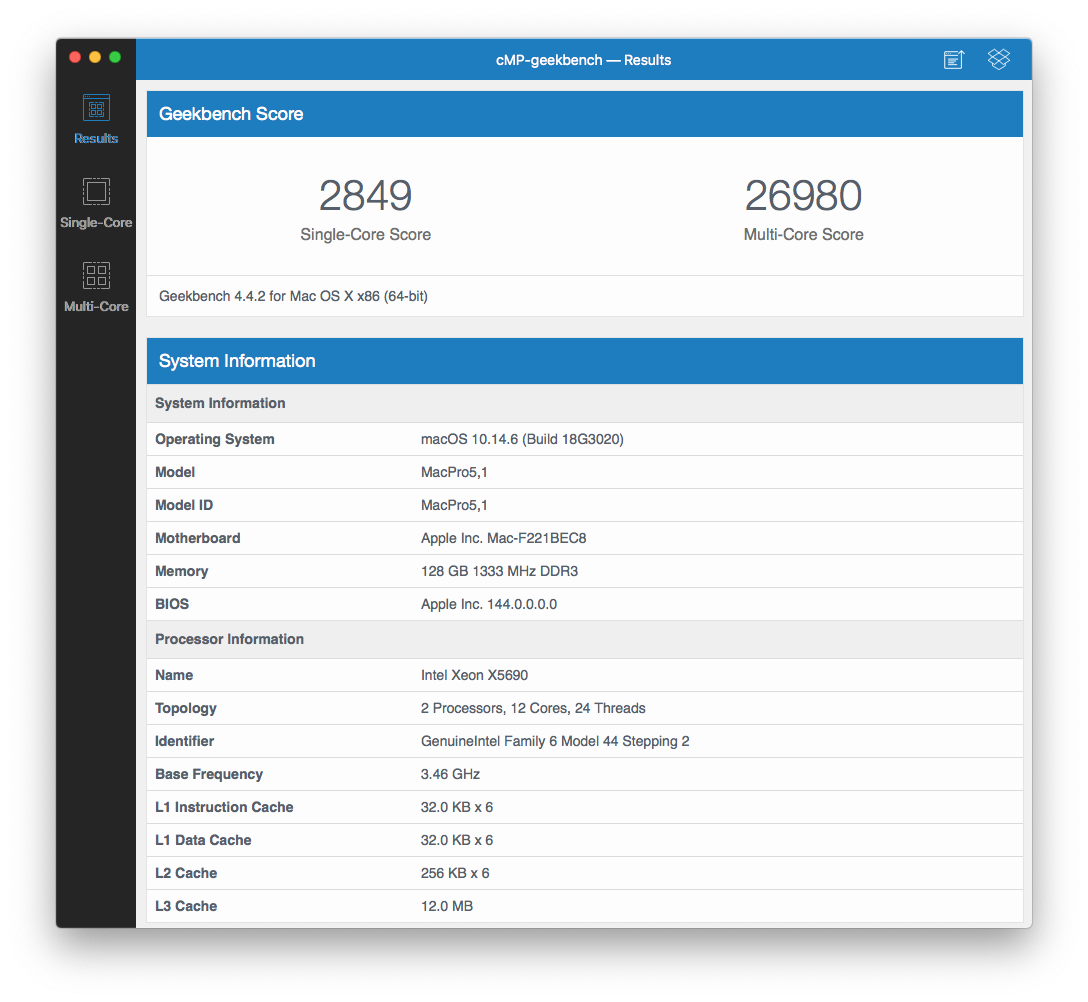 cMP-geekbench — Results
Results
Single-Core
Multi-Core
Geekbench Score
2849 26980
Single-Core Score Multi-Core Score
Geekbench 4.4.2 for Mac OS X x86 (64-bit)
System Information
System Information
Operating System macOS 10.14.6 (Build 18G3020)
Model MacPro5,1
Model ID MacPro5,1
Motherboard Apple Inc. Mac-F221BEC8
Memory 128 GB 1333 MHz DDR3
BIOS Apple Inc. 144.0.0.0.0
Processor Information
Name Intel Xeon X5690
Topology 2 Processors, 12 Cores, 24 Threads
Identifier GenuineIntel Family 6 Model 44 Stepping 2
Base Frequency 3.46 GHz
L1 Instruction Cache 32.0 KB x 6
L1 Data Cache 32.0 KB x 6
L2 Cache 256 KB x 6
L3 Cache 12.0 MB